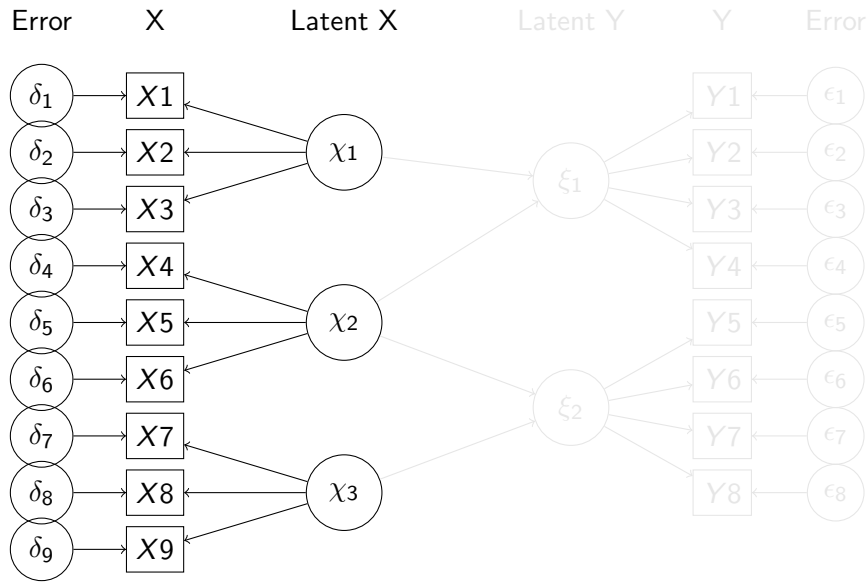 Error X Latent X Latent Y Y Error
δ1 X1 Y1 ϵ1
δ2 X2 χ1 Y2 ϵ2
ξ1
δ3 X3 Y3 ϵ3
δ4 X4 Y4 ϵ4
δ5 X5 χ2 Y5 ϵ5
δ6 X6 Y6 ϵ6
ξ2
δ7 X7 Y7 ϵ7
δ8 X8 χ3 Y8 ϵ8
δ9 X9